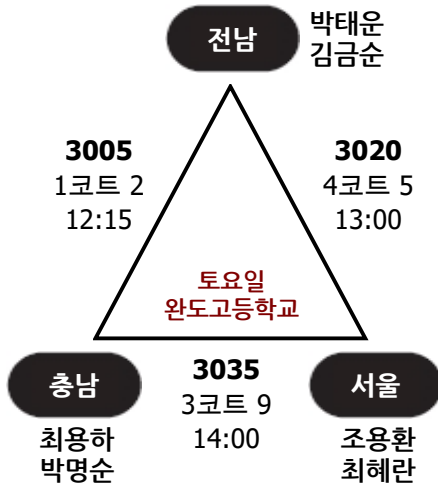 전남
박태운
김금순
3005
1코트 2
12:15
3020
4코트 5
13:00
토요일
완도고등학교
충남
최용하
박명순
3035
3코트 9
14:00
서울
조용환
최혜란